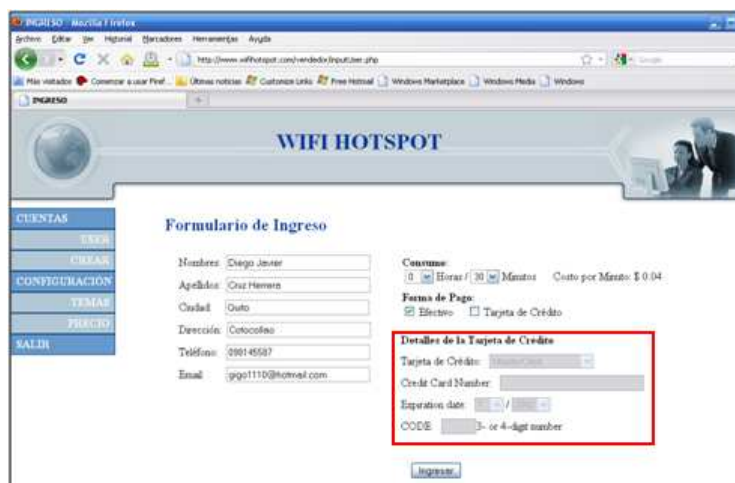 INGRESO - Mozilla Firefox
Archivo Editar Ver Historial Marcadores Herramientas Ayuda
http://www.wifihotspot.com/vendedor/inputUser.php
Más visitados Comenzar a usar Firef... Últimas noticias Customize Links Free Hotmail Windows Marketplace Windows Media Windows
INGRESO
WIFI HOTSPOT
CUENTAS
USER
CREAR
CONFIGURACIÓN
TEMAS
PRECIO
SALIR
Formulario de Ingreso
Nombres: Diego Javier
Apellidos: Cruz Herrera
Ciudad: Quito
Dirección: Cotocollao
Teléfono: 098145587
Email: gigo1110@hotmail.com
Consumo:
0 Horas / 30 Minutos Costo por Minuto: $ 0.04
Forma de Pago:
Efectivo Tarjeta de Crédito
Detalles de la Tarjeta de Crédito
Tarjeta de Crédito: MasterCard
Credit Card Number:
Expiration date: /
CODE: 3- or 4-digit number
Ingresar